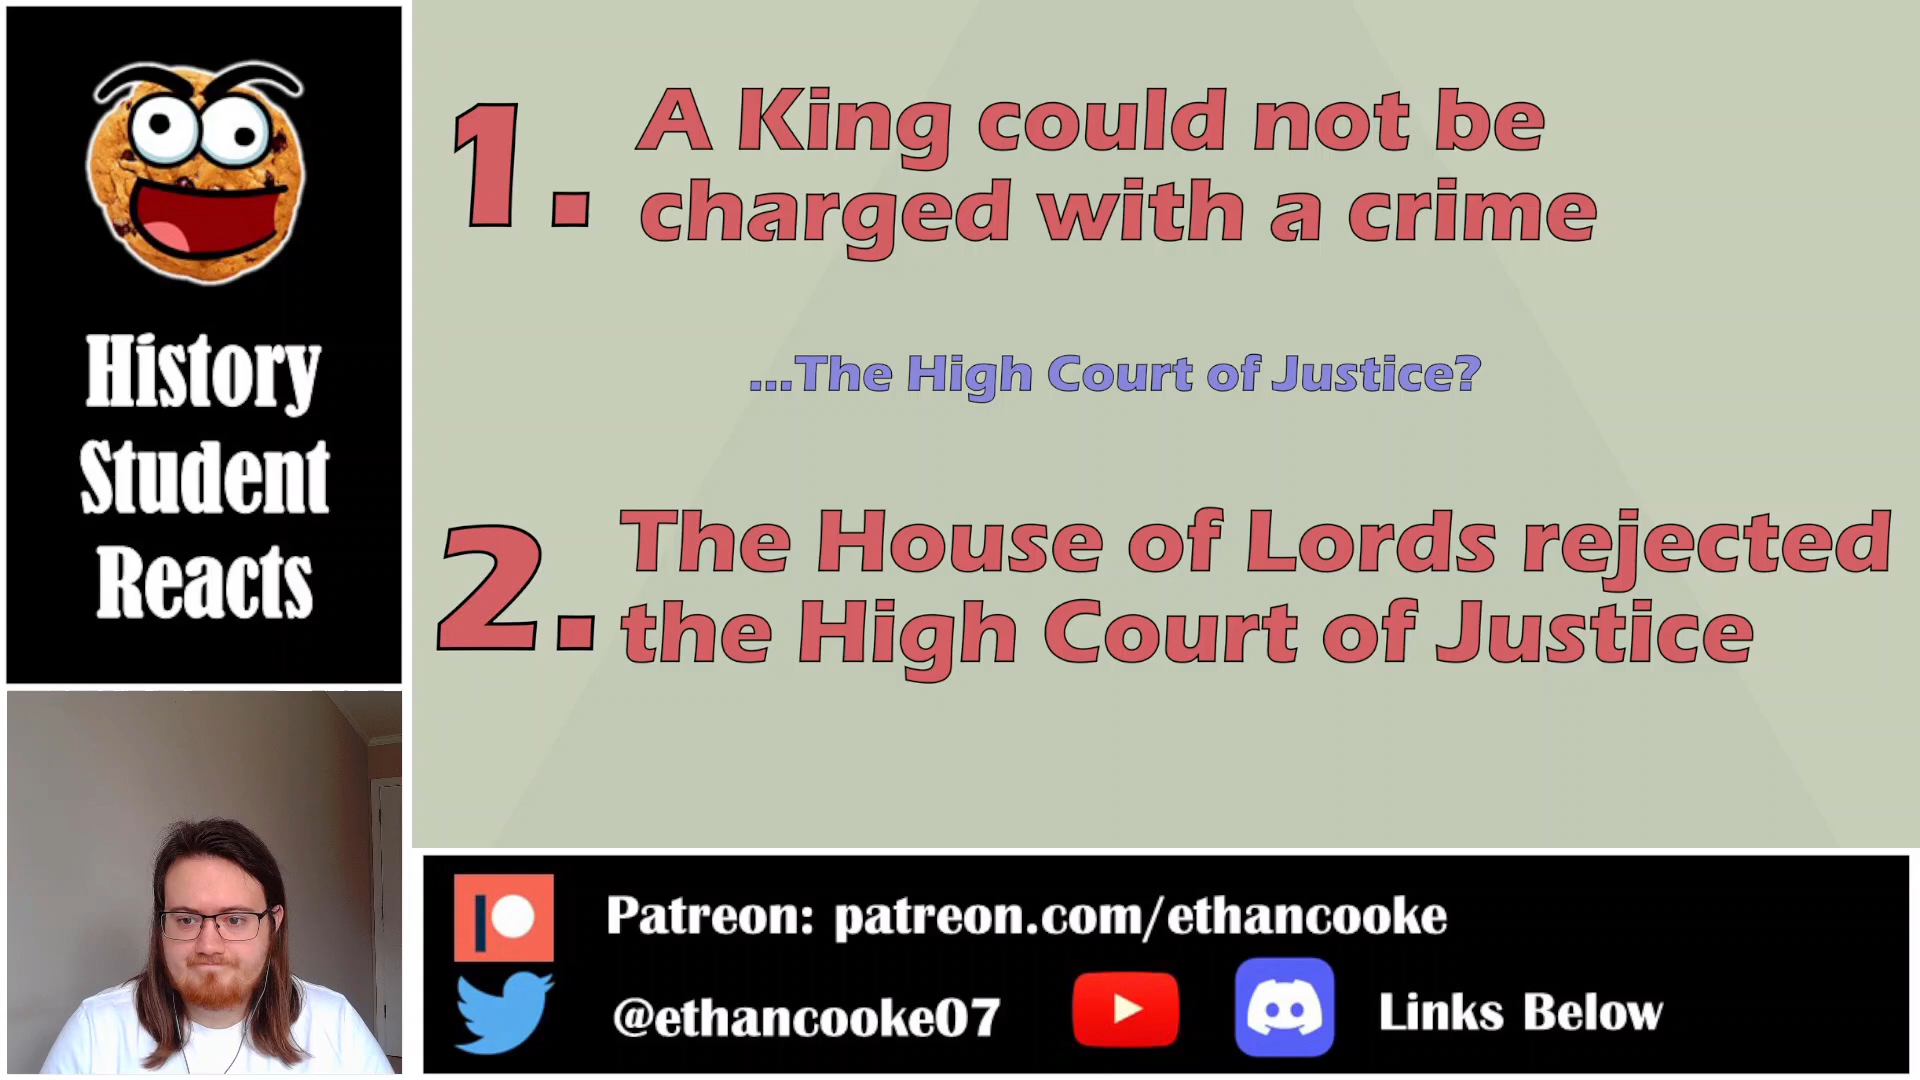 History
Student
Reacts
1. A King could not be
charged with a crime
...The High Court of Justice?
2. The House of Lords rejected
the High Court of Justice
Patreon: patreon.com/ethancooke
@ethancooke07
Links Below